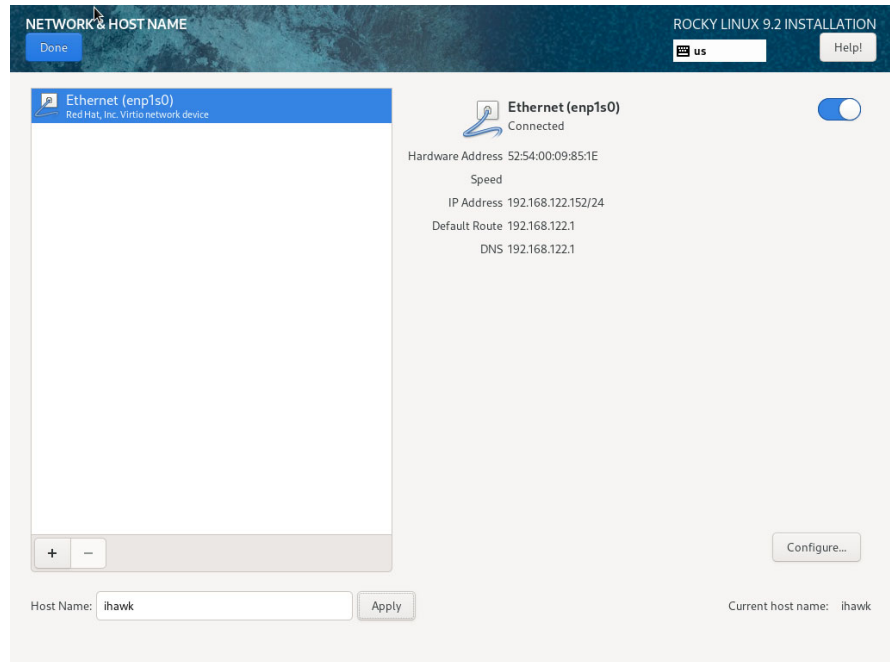 NETWORK & HOST NAME
ROCKY LINUX 9.2 INSTALLATION
Done
us
Help!
Ethernet (enp1s0)
Red Hat, Inc. Virtio network device
Ethernet (enp1s0)
Connected
Hardware Address 52:54:00:09:85:1E
Speed
IP Address 192.168.122.152/24
Default Route 192.168.122.1
DNS 192.168.122.1
+ −
Configure...
Host Name: ihawk Apply
Current host name: ihawk